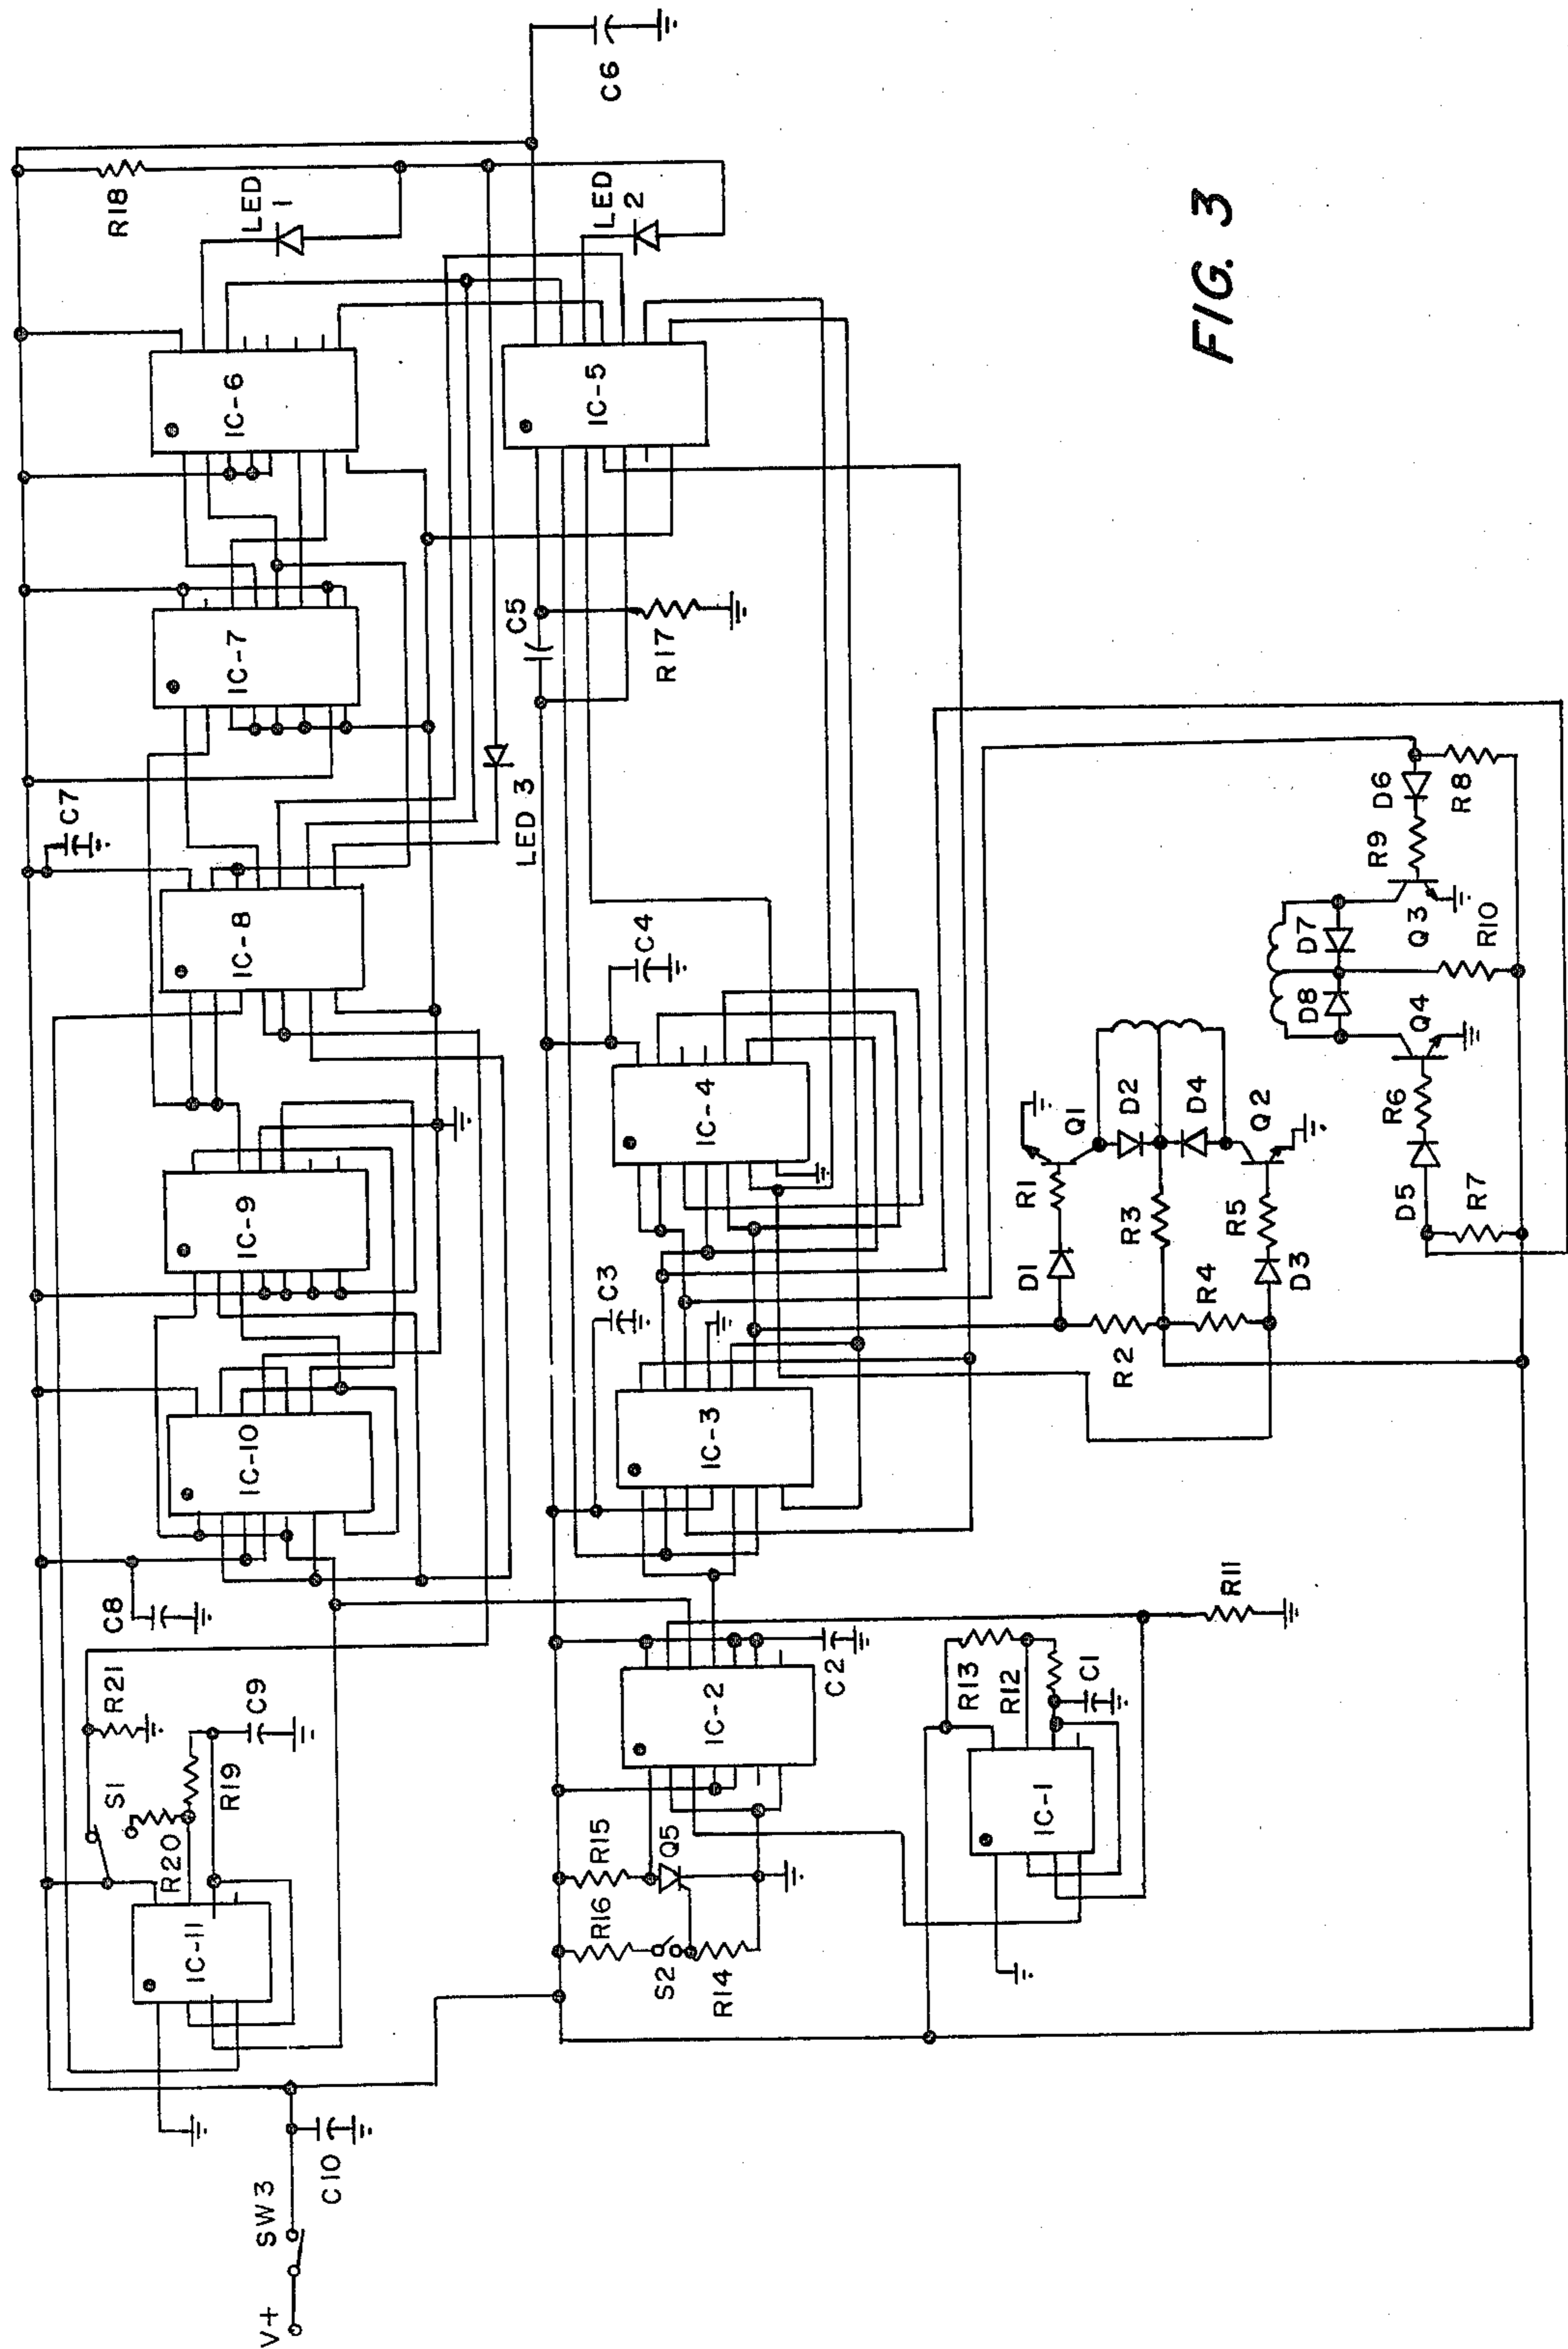 V+
SW3
C10
IC-11
R20
S1
R21
R19
C9
C8
IC-10
IC-9
IC-8
C7
IC-7
IC-6
R18
LED
1
LED 3
C5
R17
IC-5
LED
2
C6
R16
R15
S2
Q5
R14
IC-2
C2
IC-3
C3
IC-4
C4
IC-1
R13
R12
C1
R11
D1
R1
Q1
R2
R3
D2
D4
R4
R5
D3
Q2
D5
R6
R7
Q4
D8
D7
Q3
R10
R9
D6
R8
FIG. 3